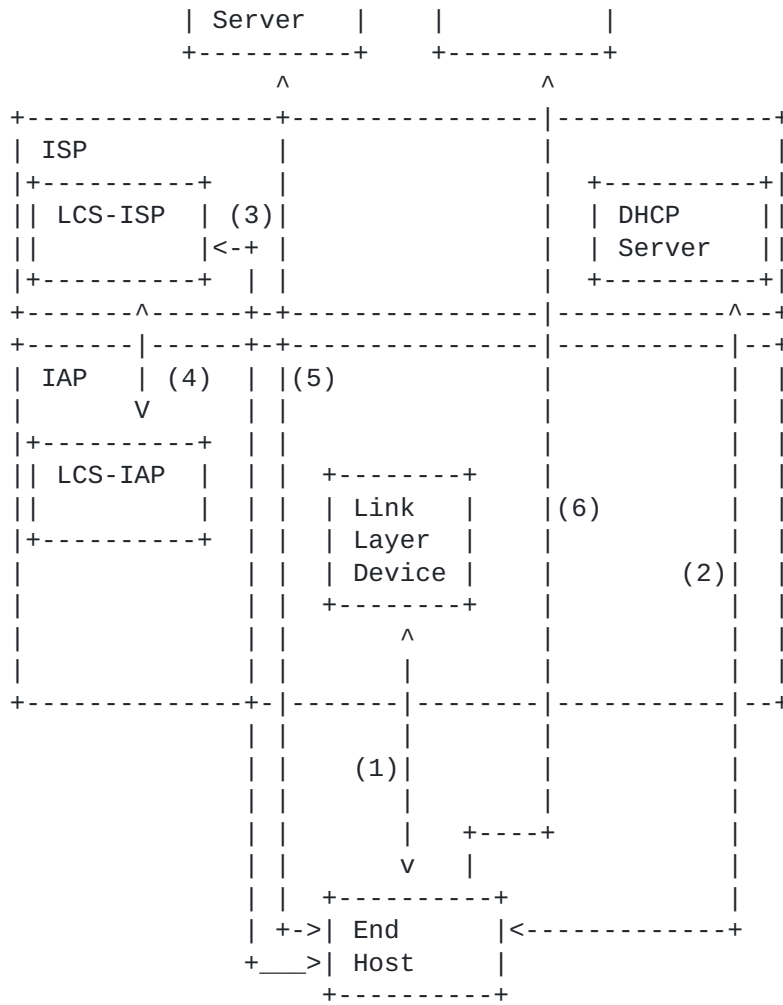 Server
ISP
LCS-ISP (3) DHCP
Server
IAP (4) (5)
LCS-IAP
Link (6)
Layer
Device (2)
(1)
End
Host